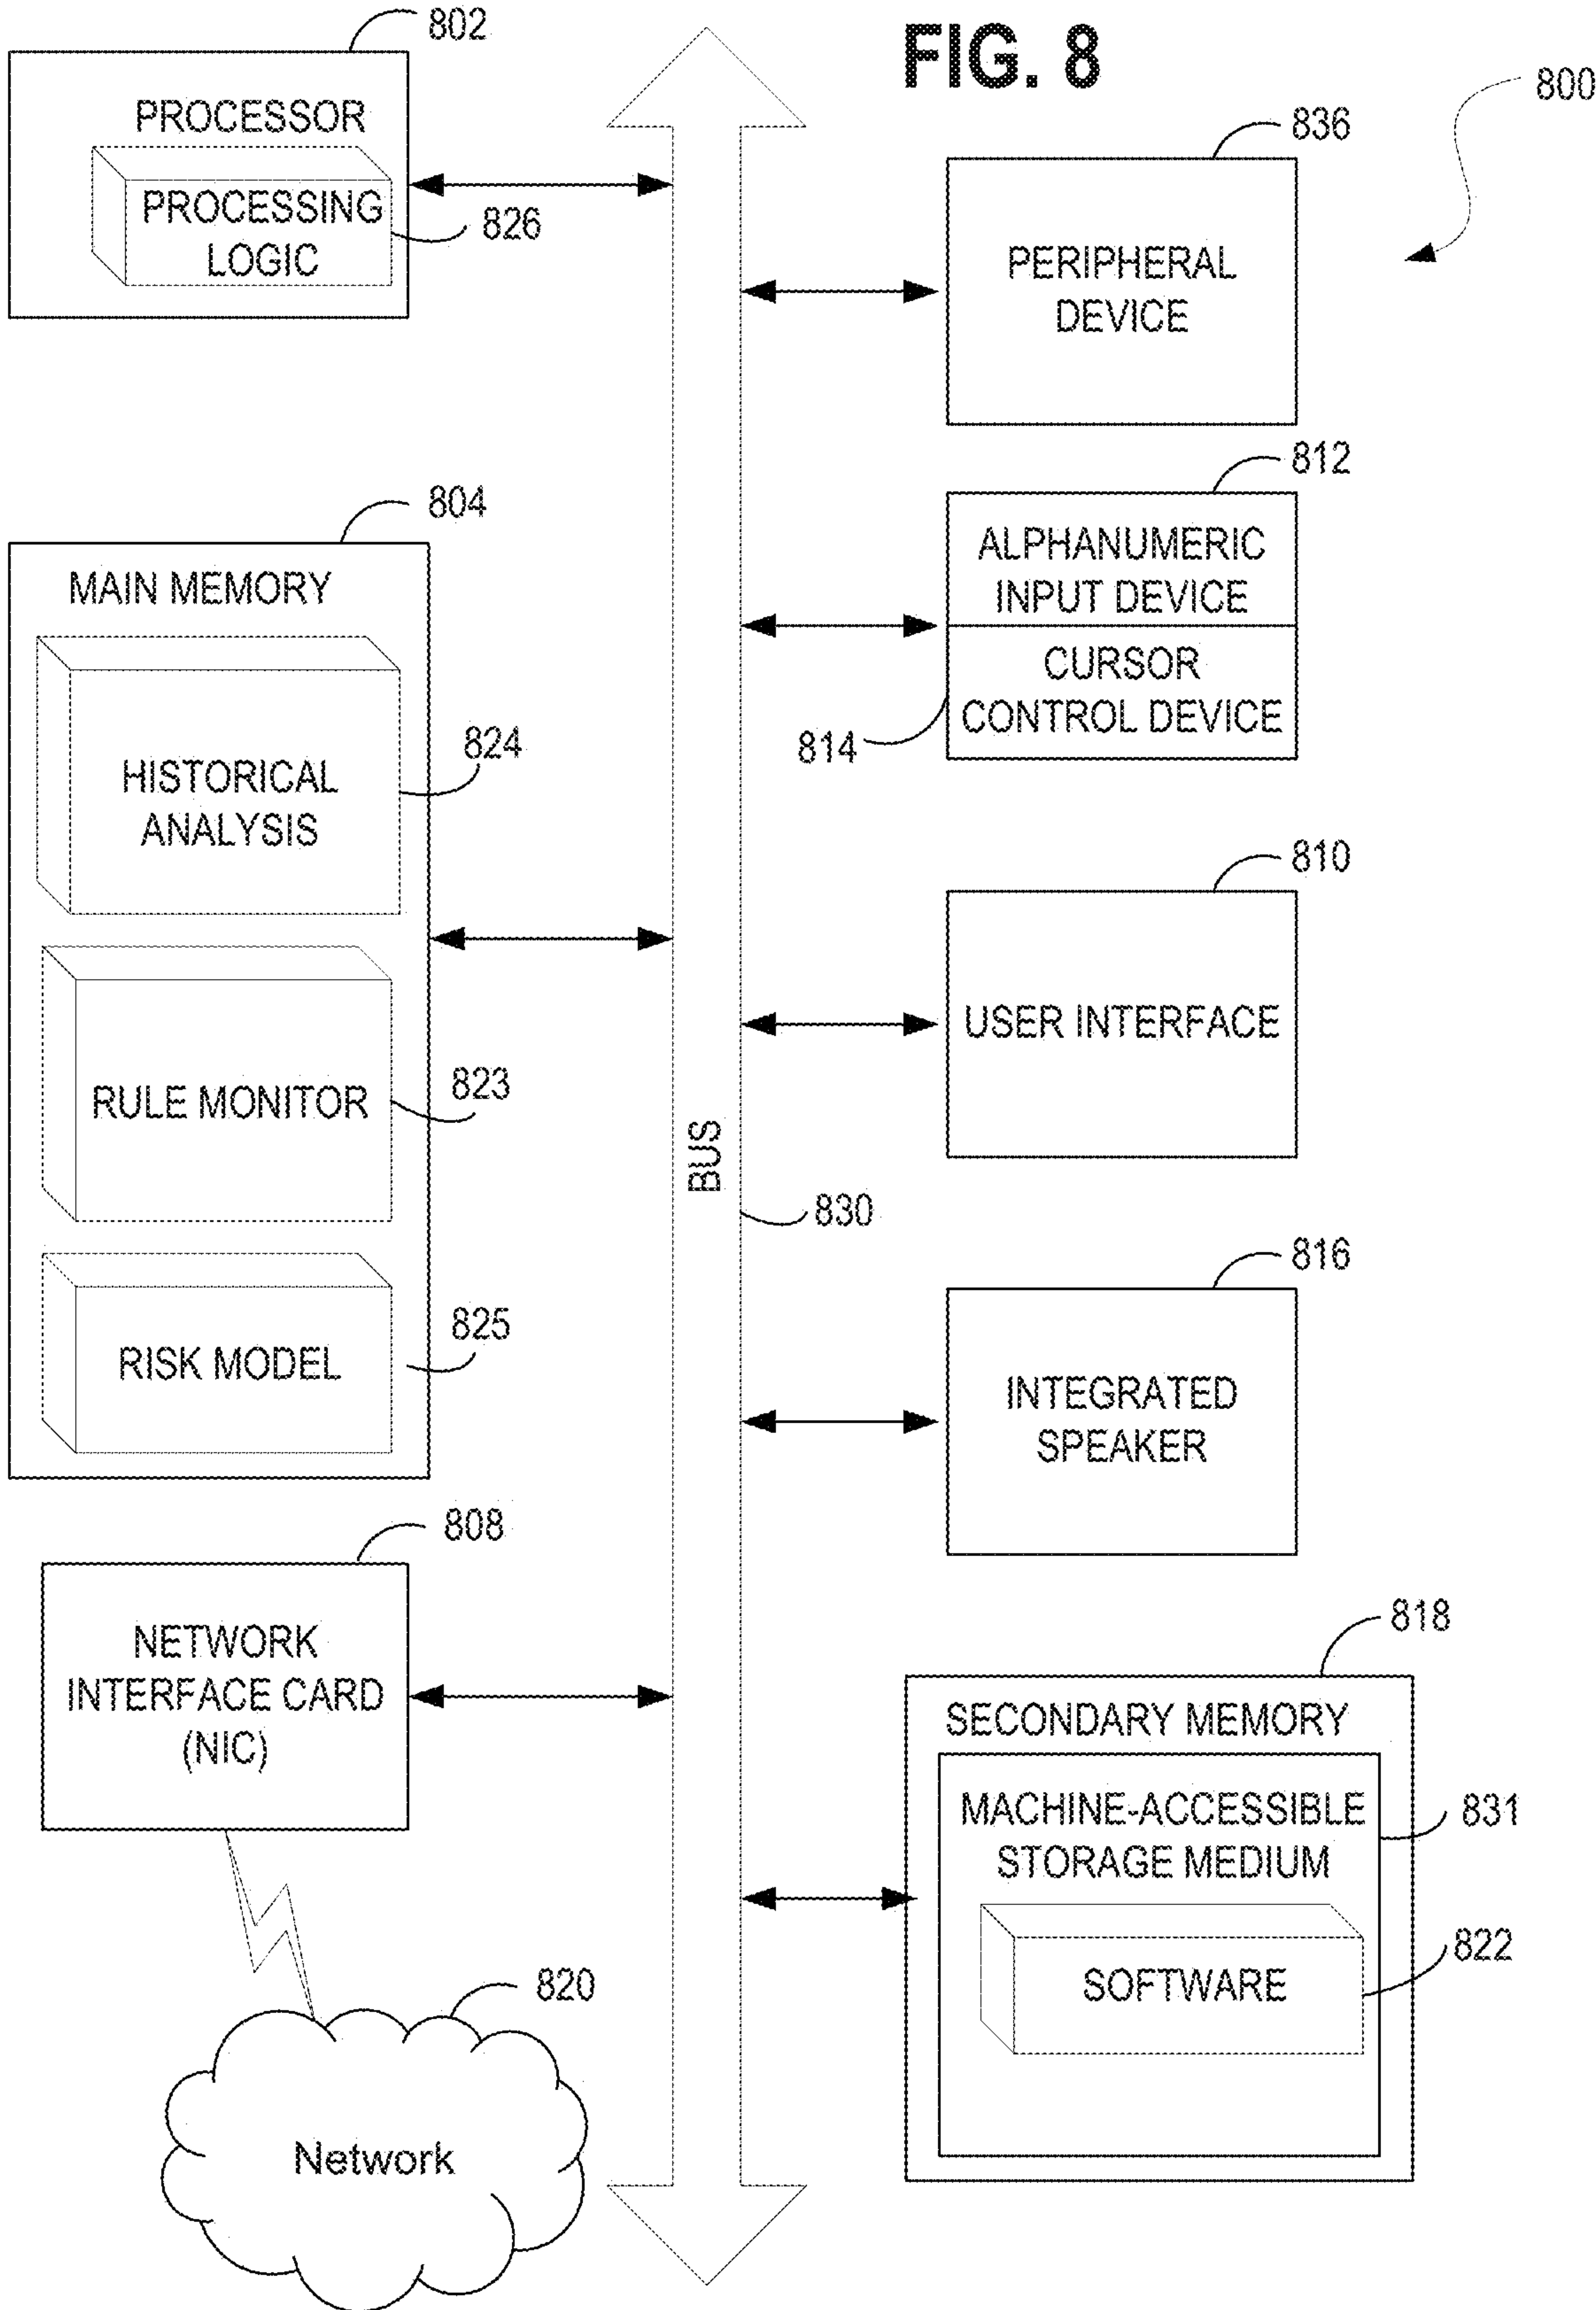 FIG. 8
800
802
PROCESSOR
PROCESSING
LOGIC
826
804
MAIN MEMORY
HISTORICAL
ANALYSIS
824
RULE MONITOR
823
RISK MODEL
825
808
NETWORK
INTERFACE CARD
(NIC)
820
Network
BUS
830
836
PERIPHERAL
DEVICE
812
ALPHANUMERIC
INPUT DEVICE
CURSOR
CONTROL DEVICE
814
810
USER INTERFACE
816
INTEGRATED
SPEAKER
818
SECONDARY MEMORY
MACHINE-ACCESSIBLE
STORAGE MEDIUM
831
SOFTWARE
822